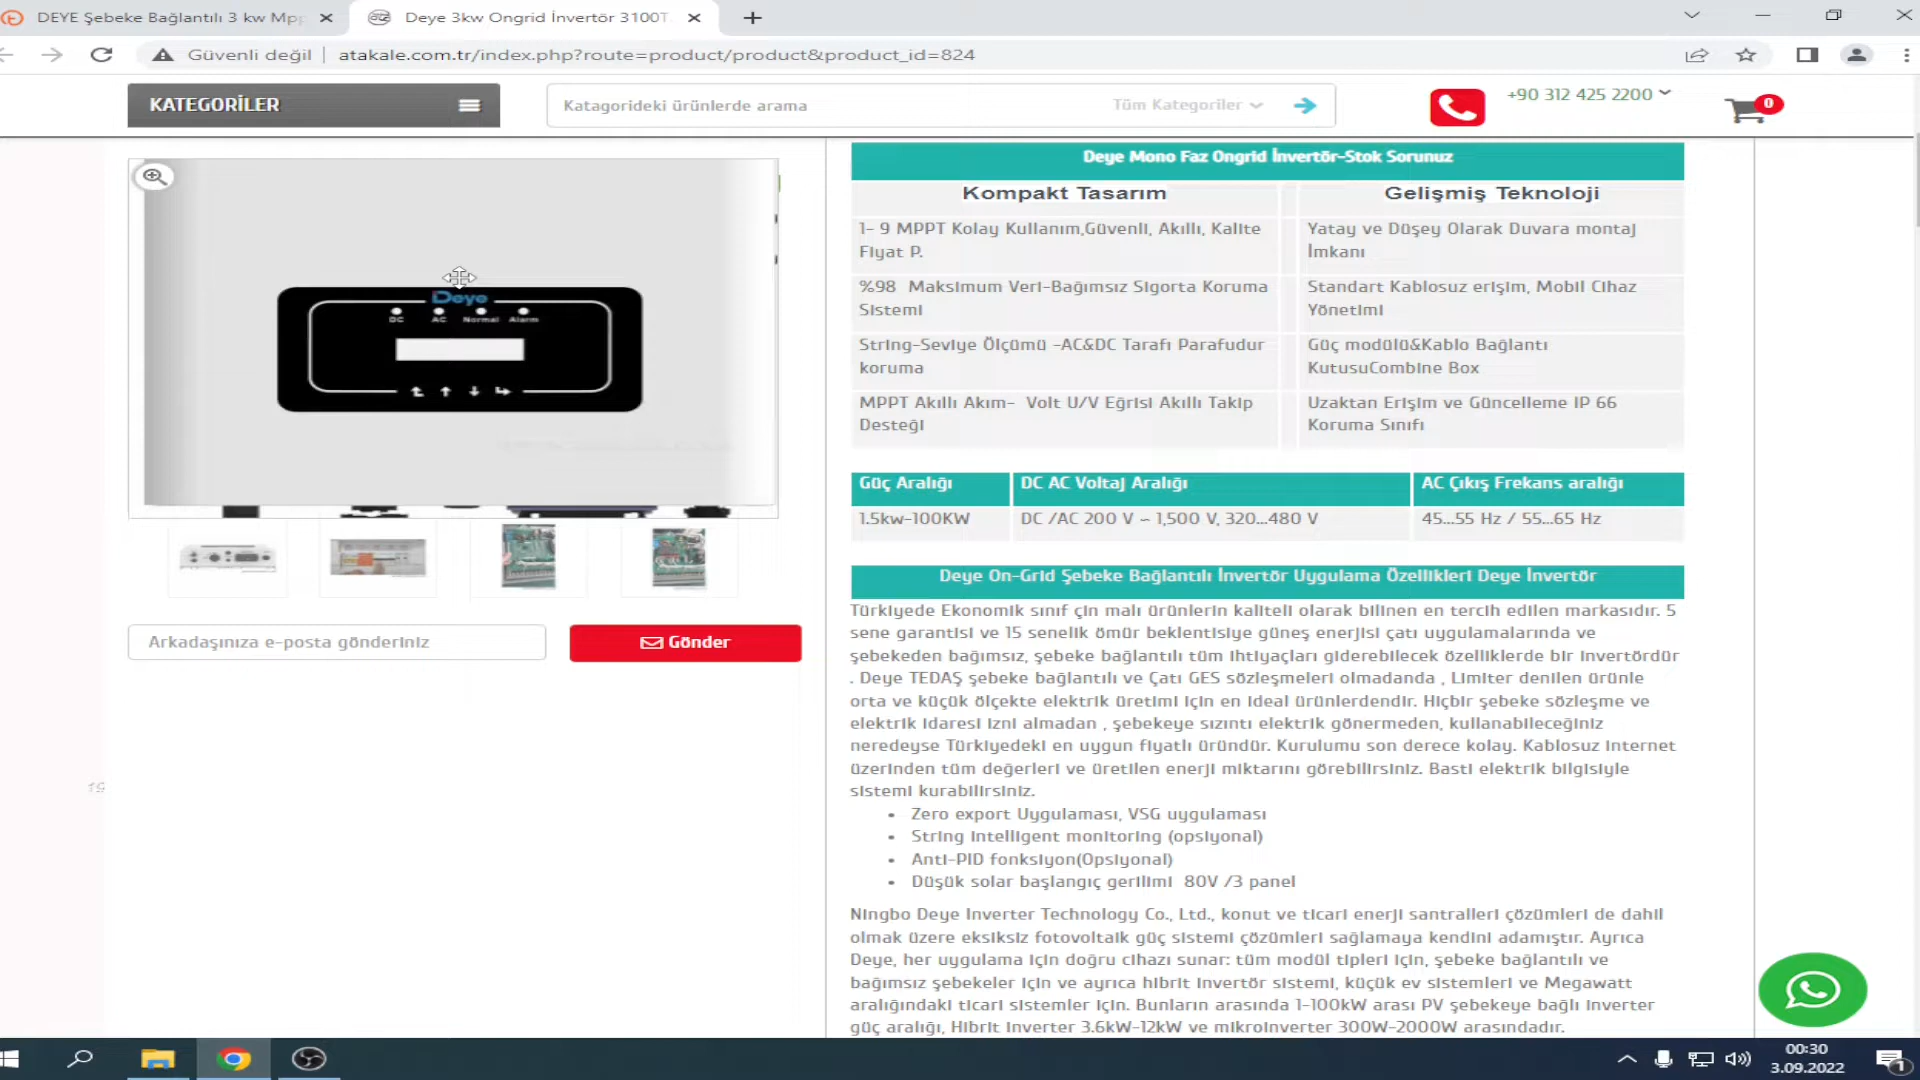 DEYE Şebeke Bağlantılı 3 kw Mpp
Deye 3kw Ongrid İnvertör 3100T
Güvenli değil
atakale.com.tr/index.php?route=product/product&product_id=824
KATEGORİLER
Katagorideki ürünlerde arama
Tüm Kategoriler
+90 312 425 2200
0
Deye Mono Faz Ongrid İnvertör-Stok Sorunuz
Kompakt Tasarım
Gelişmiş Teknoloji
1- 9 MPPT Kolay Kullanım,Güvenli, Akıllı, Kalite
Fiyat P.
Yatay ve Düşey Olarak Duvara montaj
İmkanı
%98 Maksimum Veri-Bağımsız Sigorta Koruma
Sistemi
Standart Kablosuz erişim, Mobil Cihaz
Yönetimi
String-Seviye Ölçümü -AC&DC Tarafı Parafudur
koruma
Güç modülü&Kablo Bağlantı
KutusuCombine Box
MPPT Akıllı Akım- Volt U/V Eğrisi Akıllı Takip
Desteği
Uzaktan Erişim ve Güncelleme IP 66
Koruma Sınıfı
Deye
DC AC Normal Alarm
Güç Aralığı
DC AC Voltaj Aralığı
AC Çıkış Frekans aralığı
1.5kw-100KW
DC /AC 200 V ~ 1,500 V, 320...480 V
45...55 Hz / 55...65 Hz
Arkadaşınıza e-posta gönderiniz
Gönder
Deye On-Grid Şebeke Bağlantılı İnvertör Uygulama Özellikleri Deye İnvertör
Türkiyede Ekonomik sınıf çin malı ürünlerin kaliteli olarak bilinen en tercih edilen markasıdır. 5
sene garantisi ve 15 senelik ömür beklentisiye güneş enerjisi çatı uygulamalarında ve
şebekeden bağımsız, şebeke bağlantılı tüm ihtiyaçları giderebilecek özelliklerde bir invertördür
. Deye TEDAŞ şebeke bağlantılı ve Çatı GES sözleşmeleri olmadanda , Limiter denilen ürünle
orta ve küçük ölçekte elektrik üretimi için en ideal ürünlerdendir. Hiçbir şebeke sözleşme ve
elektrik idaresi izni almadan , şebekeye sızıntı elektrik gönermeden, kullanabileceğiniz
neredeyse Türkiyedeki en uygun fiyatlı üründür. Kurulumu son derece kolay. Kablosuz internet
üzerinden tüm değerleri ve üretilen enerji miktarını görebilirsiniz. Basti elektrik bilgisiyle
sistemi kurabilirsiniz.
• Zero export Uygulaması, VSG uygulaması
• String intelligent monitoring (opsiyonal)
• Anti-PID fonksiyon(Opsiyonal)
• Düşük solar başlangıç gerilimi 80V /3 panel
Ningbo Deye Inverter Technology Co., Ltd., konut ve ticari enerji santralleri çözümleri de dahil
olmak üzere eksiksiz fotovoltaik güç sistemi çözümleri sağlamaya kendini adamıştır. Ayrıca
Deye, her uygulama için doğru cihazı sunar: tüm modül tipleri için, şebeke bağlantılı ve
bağımsız şebekeler için ve ayrıca hibrit invertör sistemi, küçük ev sistemleri ve Megawatt
aralığındaki ticari sistemler için. Bunların arasında 1-100kW arası PV şebekeye bağlı inverter
güç aralığı, Hibrit Inverter 3.6kW-12kW ve mikroinverter 300W-2000W arasındadır.
00:30
3.09.2022
1